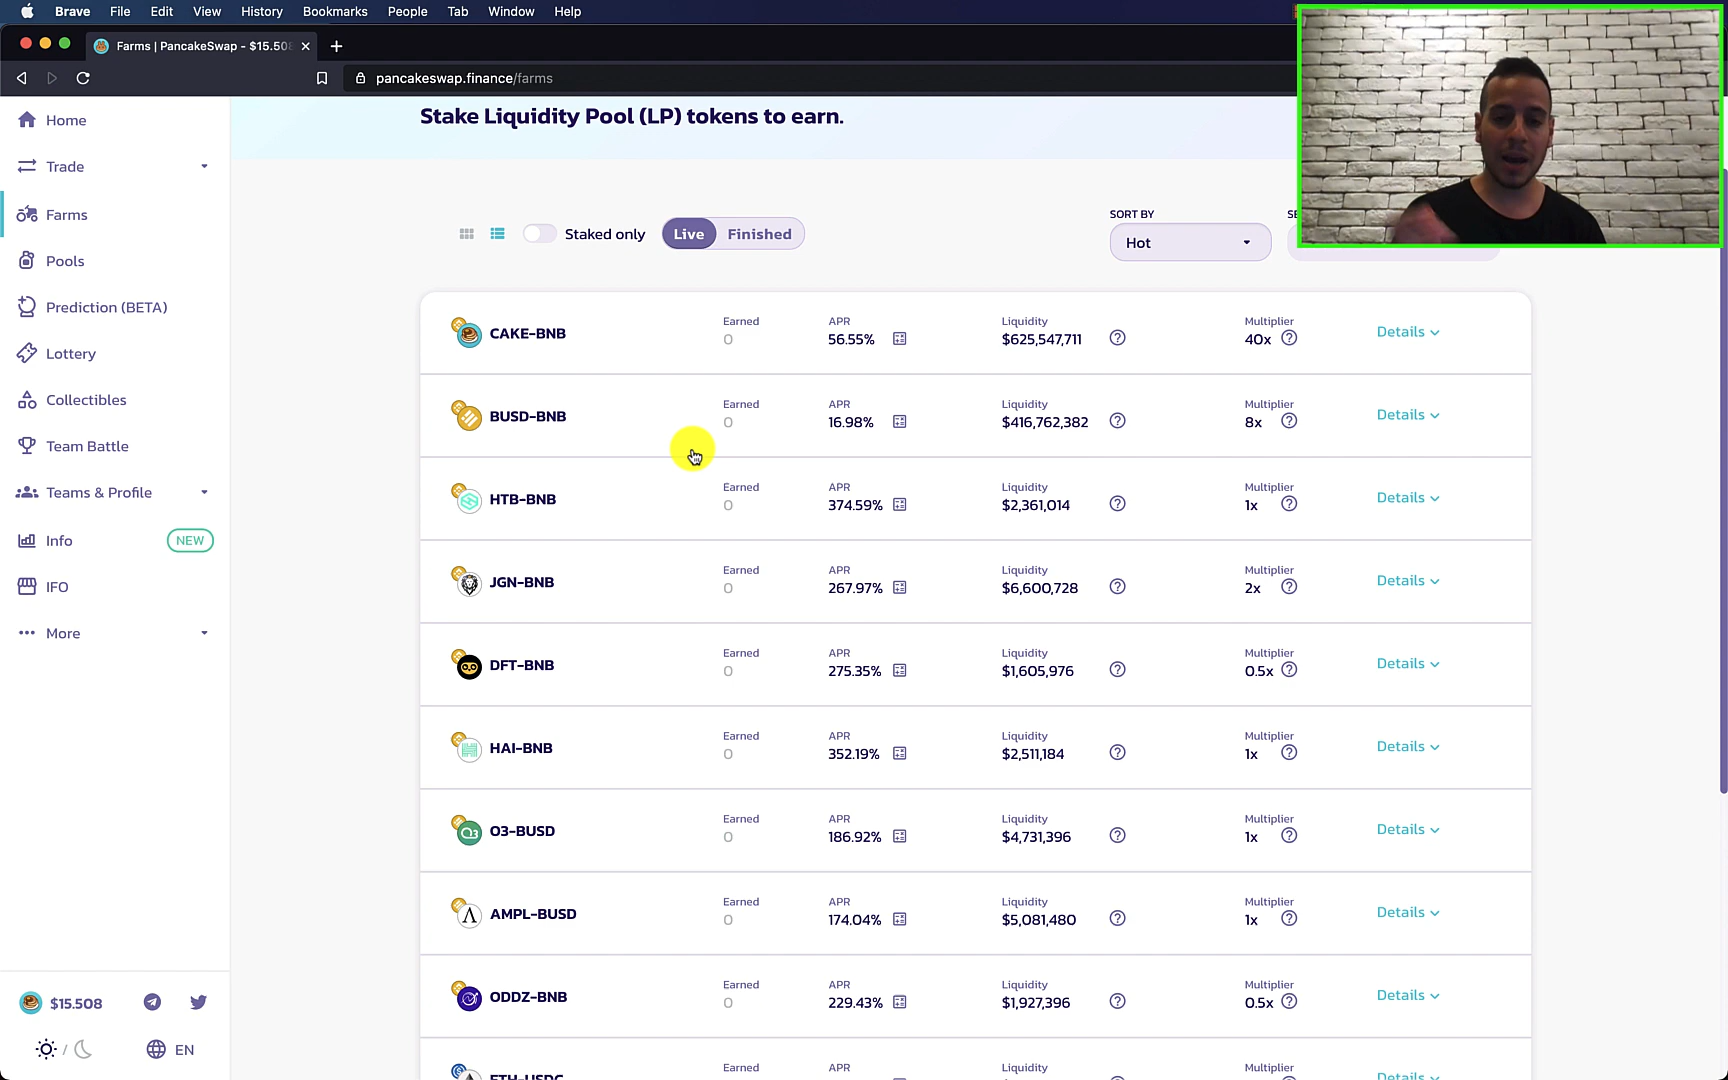 Brave File Edit View History Bookmarks People Tab Window Help
Farms | PancakeSwap - $15.508
pancakeswap.finance/farms
Home
Trade
Farms
Pools
Prediction (BETA)
Lottery
Collectibles
Team Battle
Teams & Profile
Info NEW
IFO
More
$15.508
/ EN
Stake Liquidity Pool (LP) tokens to earn.
Staked only Live Finished
SORT BY
Hot
CAKE-BNB Earned 0 APR 56.55% Liquidity $625,547,711 Multiplier 40x Details
BUSD-BNB Earned 0 APR 16.98% Liquidity $416,762,382 Multiplier 8x Details
HTB-BNB Earned 0 APR 374.59% Liquidity $2,361,014 Multiplier 1x Details
JGN-BNB Earned 0 APR 267.97% Liquidity $6,600,728 Multiplier 2x Details
DFT-BNB Earned 0 APR 275.35% Liquidity $1,605,976 Multiplier 0.5x Details
HAI-BNB Earned 0 APR 352.19% Liquidity $2,511,184 Multiplier 1x Details
O3-BUSD Earned 0 APR 186.92% Liquidity $4,731,396 Multiplier 1x Details
AMPL-BUSD Earned 0 APR 174.04% Liquidity $5,081,480 Multiplier 1x Details
ODDZ-BNB Earned 0 APR 229.43% Liquidity $1,927,396 Multiplier 0.5x Details
ETH-USDC Earned APR Liquidity Multiplier Details